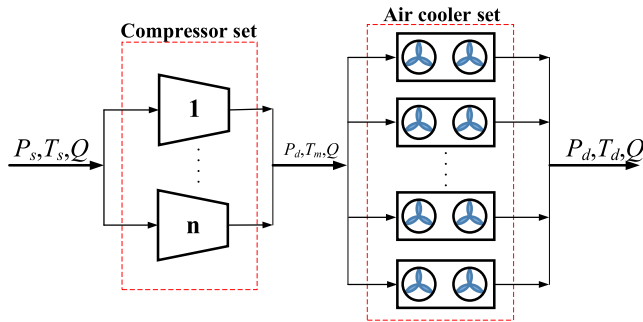 Compressor set
Air cooler set
1
P_s,T_s,Q
P_d,T_m,Q
P_d,T_d,Q
n